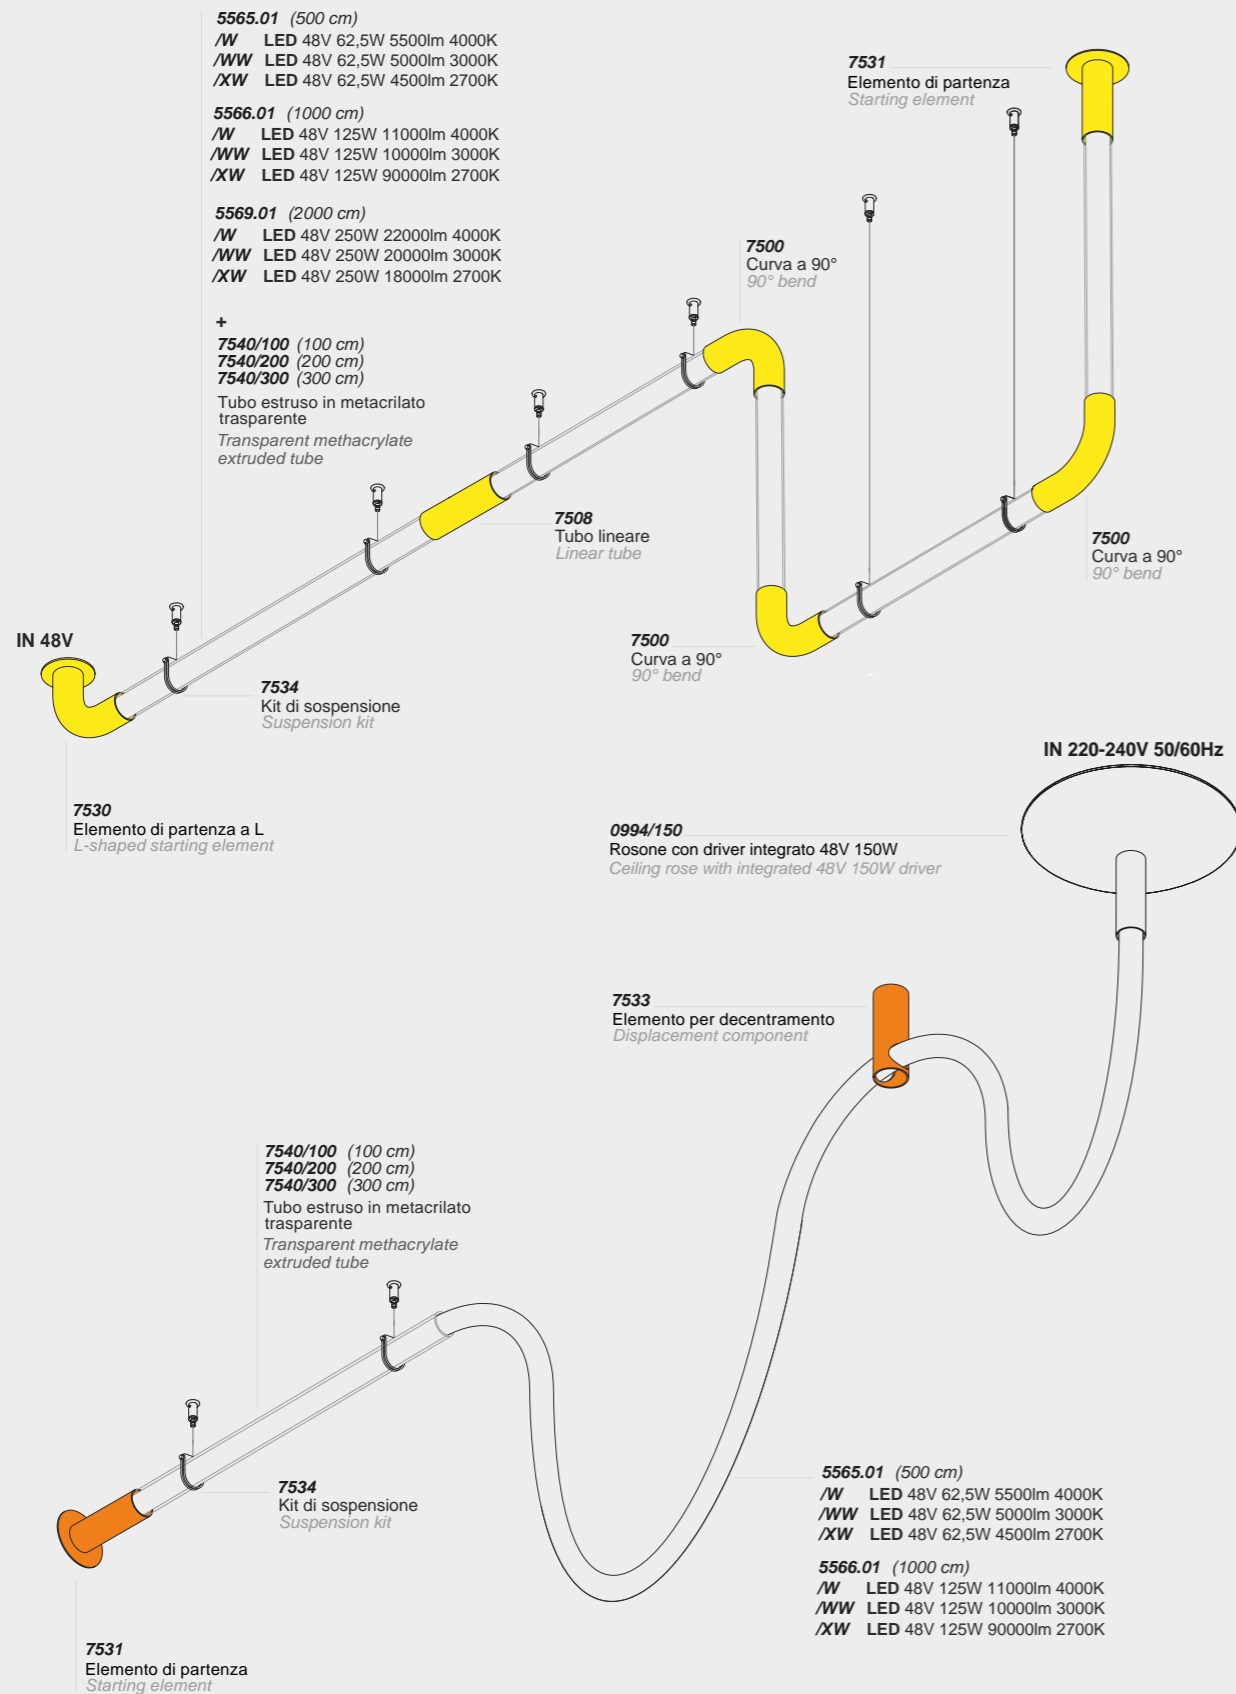 5565.01 (500 cm)
/W LED 48V 62,5W 5500lm 4000K
/WW LED 48V 62,5W 5000lm 3000K
/XW LED 48V 62,5W 4500lm 2700K
5566.01 (1000 cm)
/W LED 48V 125W 11000lm 4000K
/WW LED 48V 125W 10000lm 3000K
/XW LED 48V 125W 90000lm 2700K
5569.01 (2000 cm)
/W LED 48V 250W 22000lm 4000K
/WW LED 48V 250W 20000lm 3000K
/XW LED 48V 250W 18000lm 2700K
+
7540/100 (100 cm)
7540/200 (200 cm)
7540/300 (300 cm)
Tubo estruso in metacrilato
trasparente
Transparent methacrylate
extruded tube
7531
Elemento di partenza
Starting element
7500
Curva a 90°
90° bend
7508
Tubo lineare
Linear tube
7500
Curva a 90°
90° bend
7500
Curva a 90°
90° bend
IN 48V
7534
Kit di sospensione
Suspension kit
7530
Elemento di partenza a L
L-shaped starting element
IN 220-240V 50/60Hz
0994/150
Rosone con driver integrato 48V 150W
Ceiling rose with integrated 48V 150W driver
7533
Elemento per decentramento
Displacement component
7540/100 (100 cm)
7540/200 (200 cm)
7540/300 (300 cm)
Tubo estruso in metacrilato
trasparente
Transparent methacrylate
extruded tube
7534
Kit di sospensione
Suspension kit
5565.01 (500 cm)
/W LED 48V 62,5W 5500lm 4000K
/WW LED 48V 62,5W 5000lm 3000K
/XW LED 48V 62,5W 4500lm 2700K
5566.01 (1000 cm)
/W LED 48V 125W 11000lm 4000K
/WW LED 48V 125W 10000lm 3000K
/XW LED 48V 125W 90000lm 2700K
7531
Elemento di partenza
Starting element